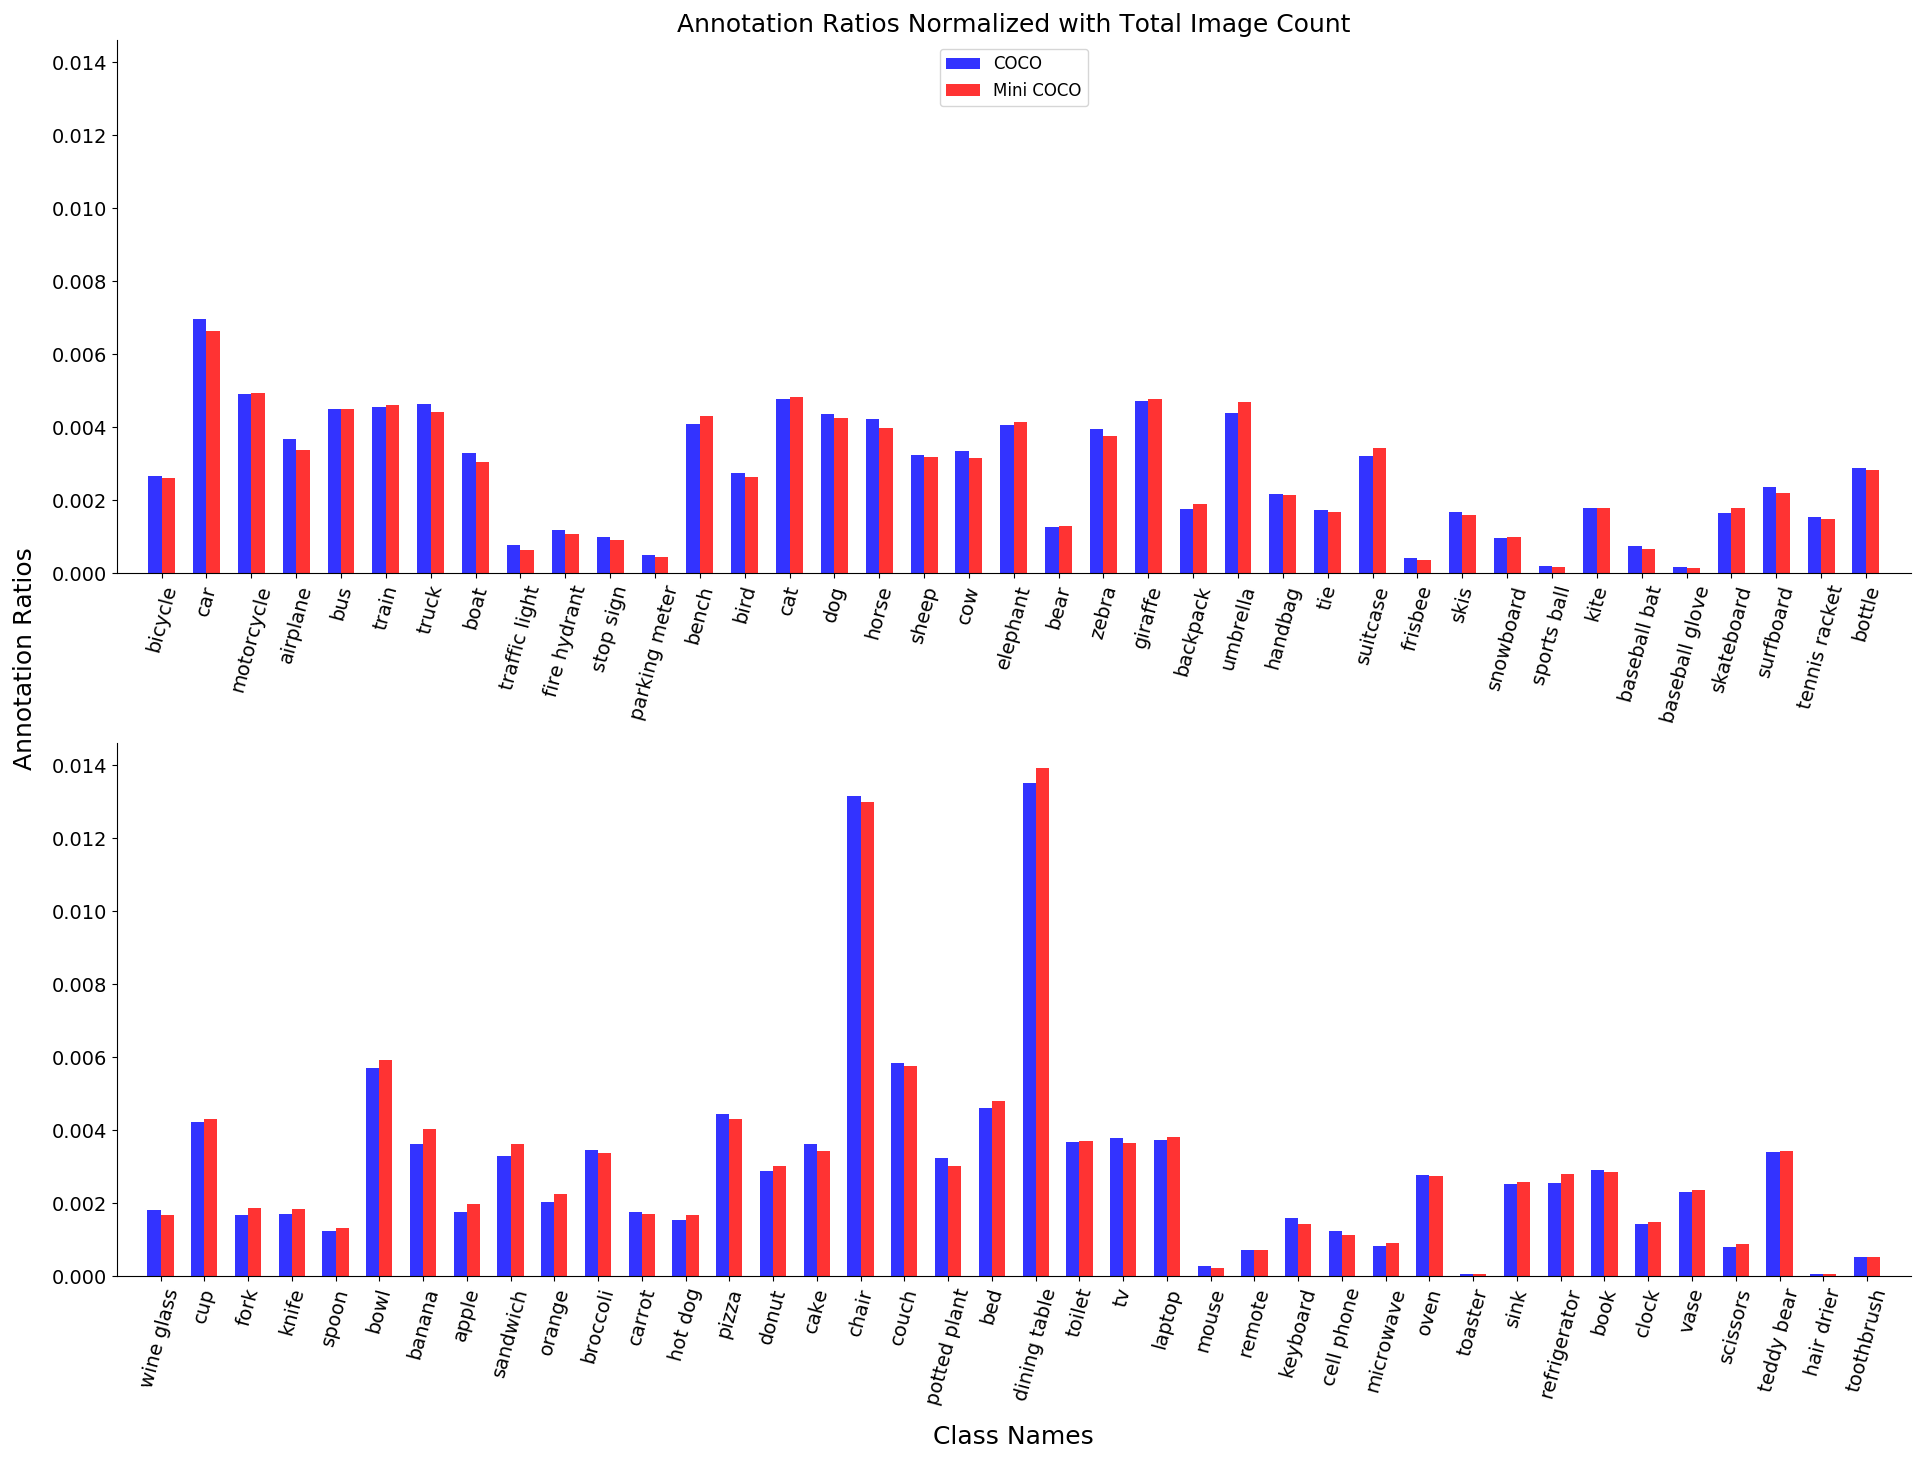 Annotation Ratios Normalized with Total Image Count
COCO
Mini COCO
0.014
0.012
0.010
0.008
0.006
0.004
0.002
0.000
bicycle
car
motorcycle
airplane
bus
train
truck
boat
traffic light
fire hydrant
stop sign
parking meter
bench
bird
cat
dog
horse
sheep
cow
elephant
bear
zebra
giraffe
backpack
umbrella
handbag
tie
suitcase
frisbee
skis
snowboard
sports ball
kite
baseball bat
baseball glove
skateboard
surfboard
tennis racket
bottle
Annotation Ratios
0.014
0.012
0.010
0.008
0.006
0.004
0.002
0.000
wine glass
cup
fork
knife
spoon
bowl
banana
apple
sandwich
orange
broccoli
carrot
hot dog
pizza
donut
cake
chair
couch
potted plant
bed
dining table
toilet
tv
laptop
mouse
remote
keyboard
cell phone
microwave
oven
toaster
sink
refrigerator
book
clock
vase
scissors
teddy bear
hair drier
toothbrush
Class Names